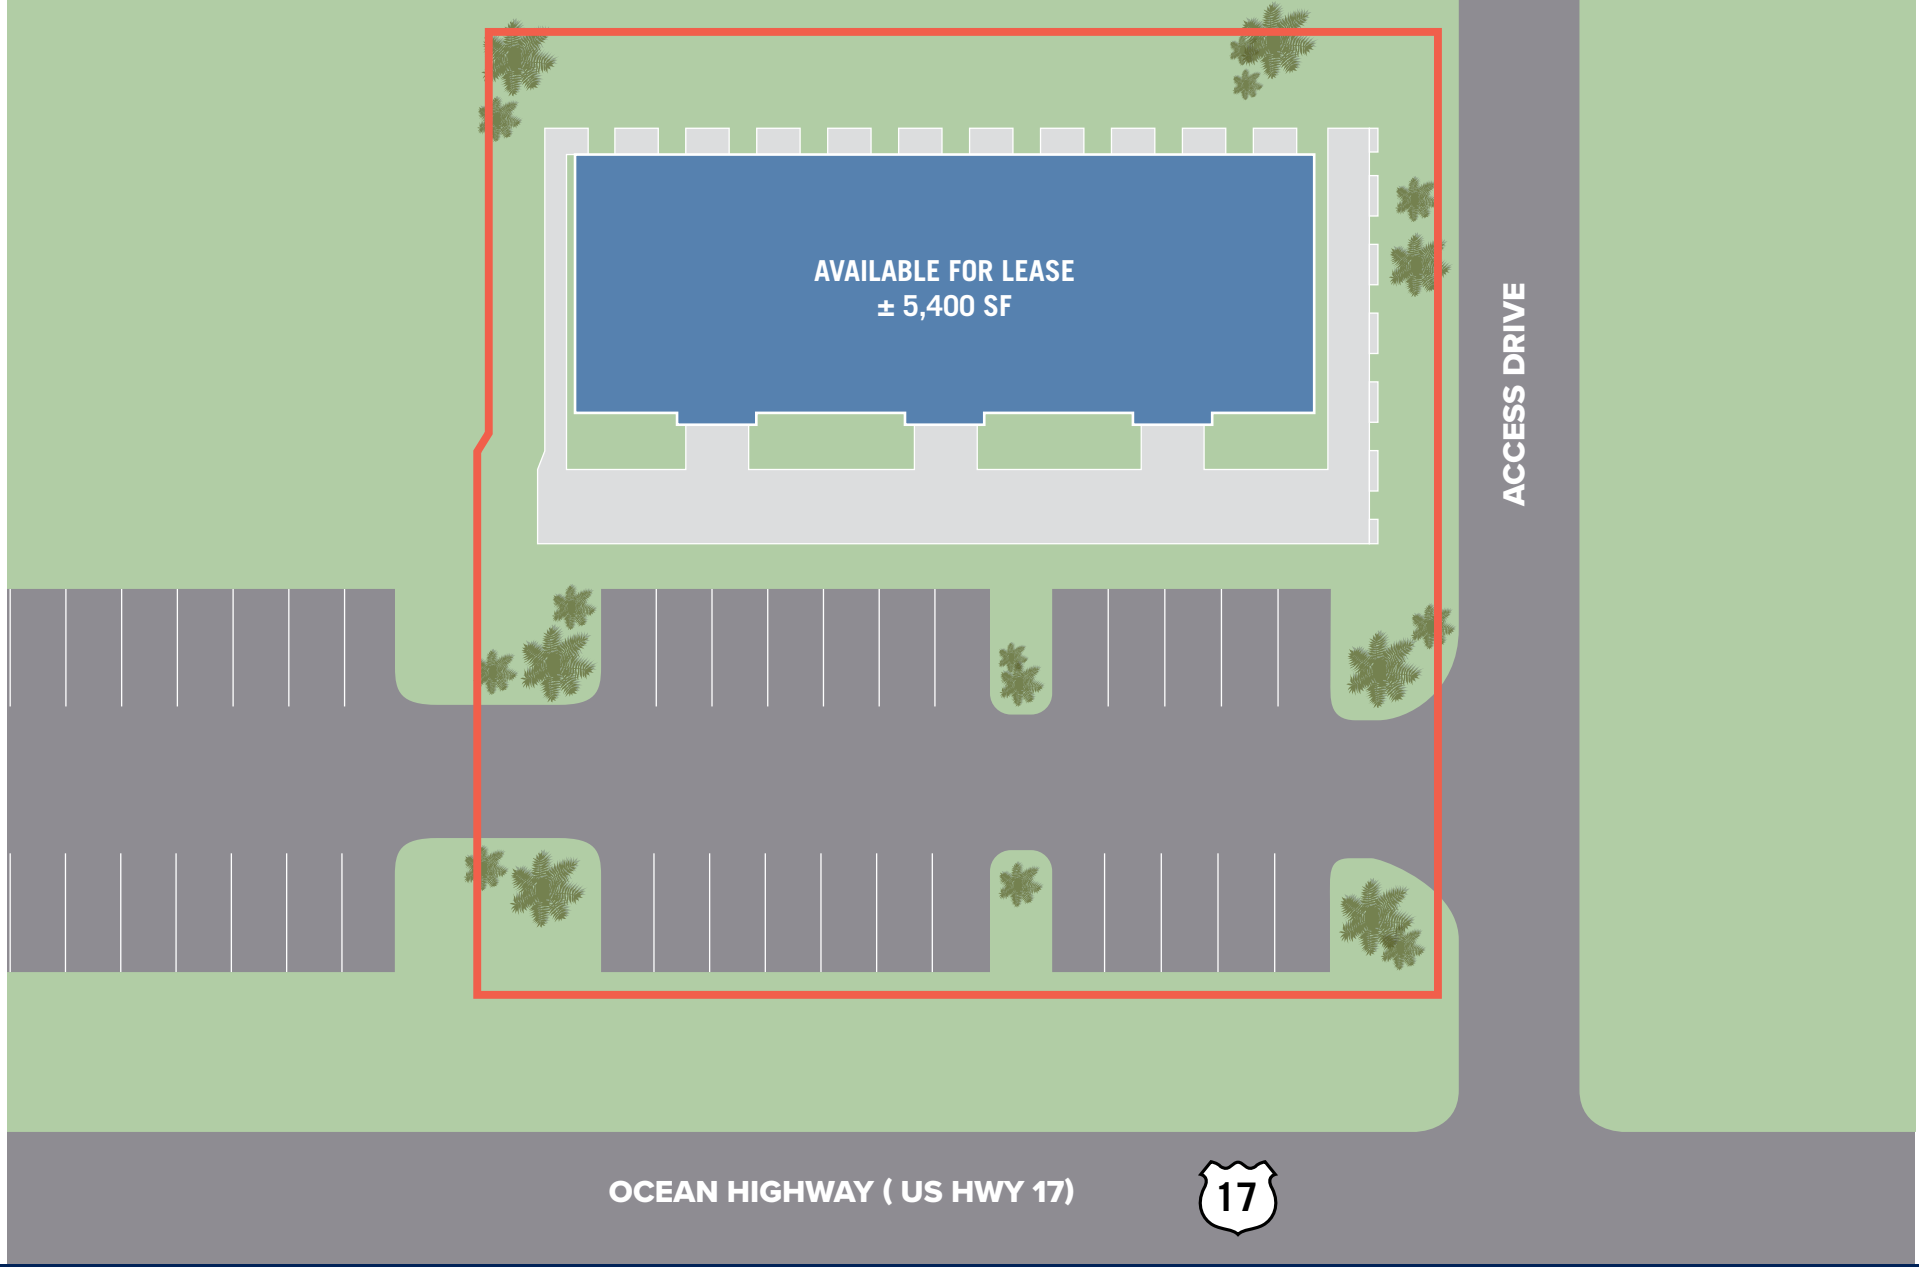 AVAILABLE FOR LEASE
± 5,400 SF
ACCESS DRIVE
OCEAN HIGHWAY ( US HWY 17)
17